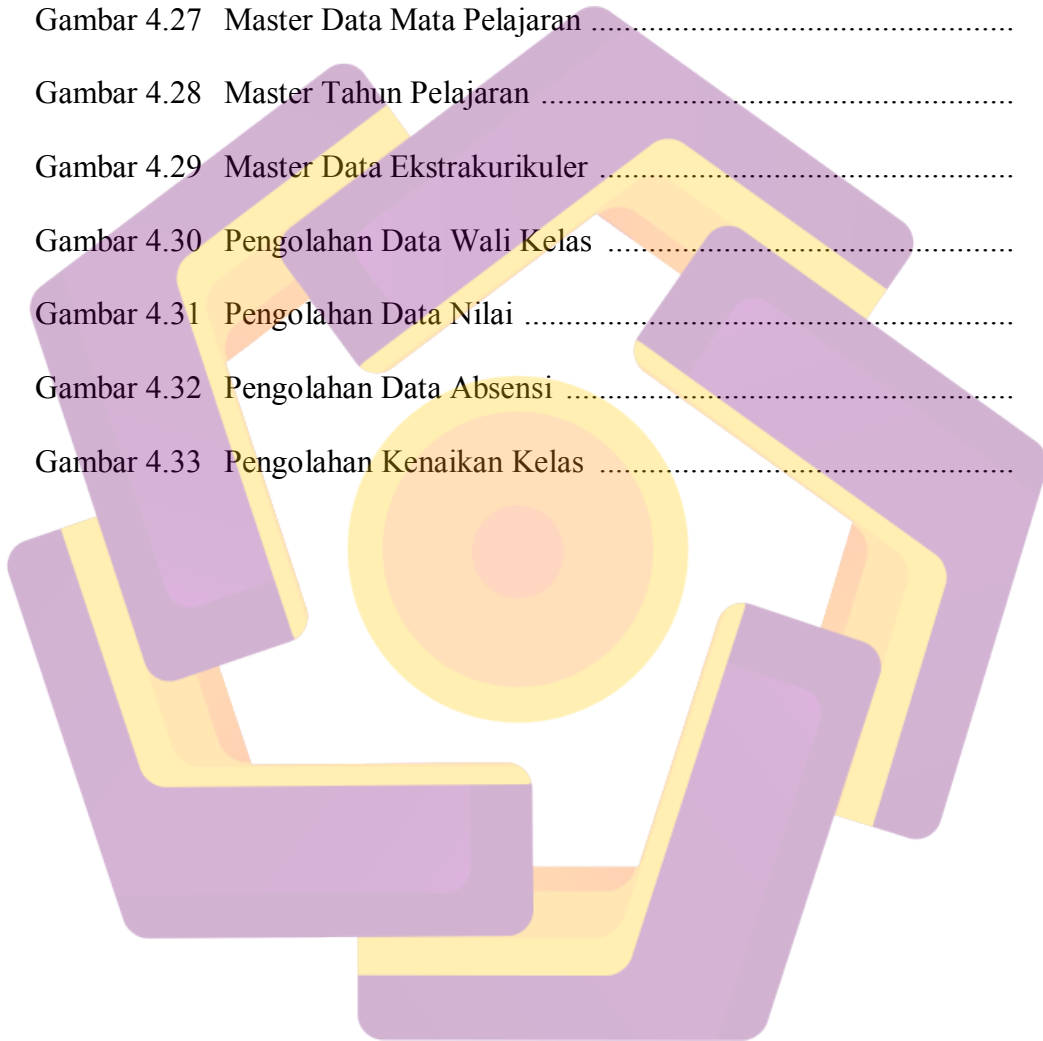 Gambar 4.27 Master Data Mata Pelajaran ....................................................
Gambar 4.28 Master Tahun Pelajaran ..........................................................
Gambar 4.29 Master Data Ekstrakurikuler ...................................................
Gambar 4.30 Pengolahan Data Wali Kelas ..................................................
Gambar 4.31 Pengolahan Data Nilai ............................................................
Gambar 4.32 Pengolahan Data Absensi .......................................................
Gambar 4.33 Pengolahan Kenaikan Kelas ...................................................